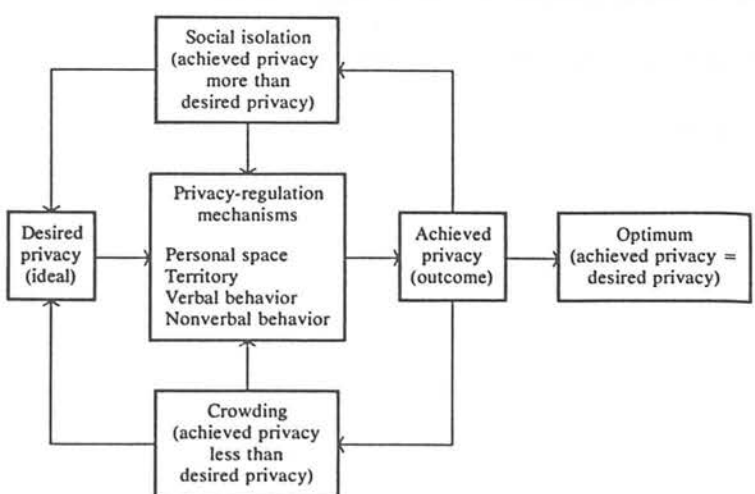 Social isolation
(achieved privacy
more than
desired privacy)
Privacy-regulation
mechanisms
Personal space
Territory
Verbal behavior
Nonverbal behavior
Desired
privacy
(ideal)
Achieved
privacy
(outcome)
Optimum
(achieved privacy =
desired privacy)
Crowding
(achieved privacy
less than
desired privacy)